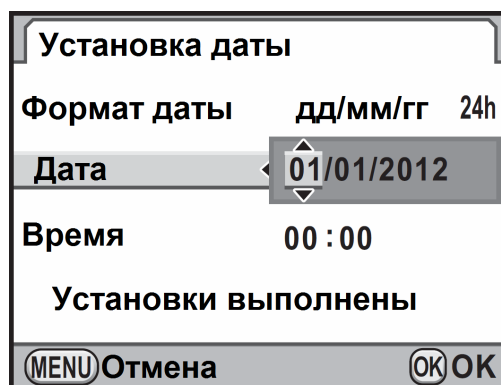 Установка даты
Формат даты дд/мм/гг 24h
Дата 01/01/2012
Время 00:00
Установки выполнены
MENU Отмена OK OK